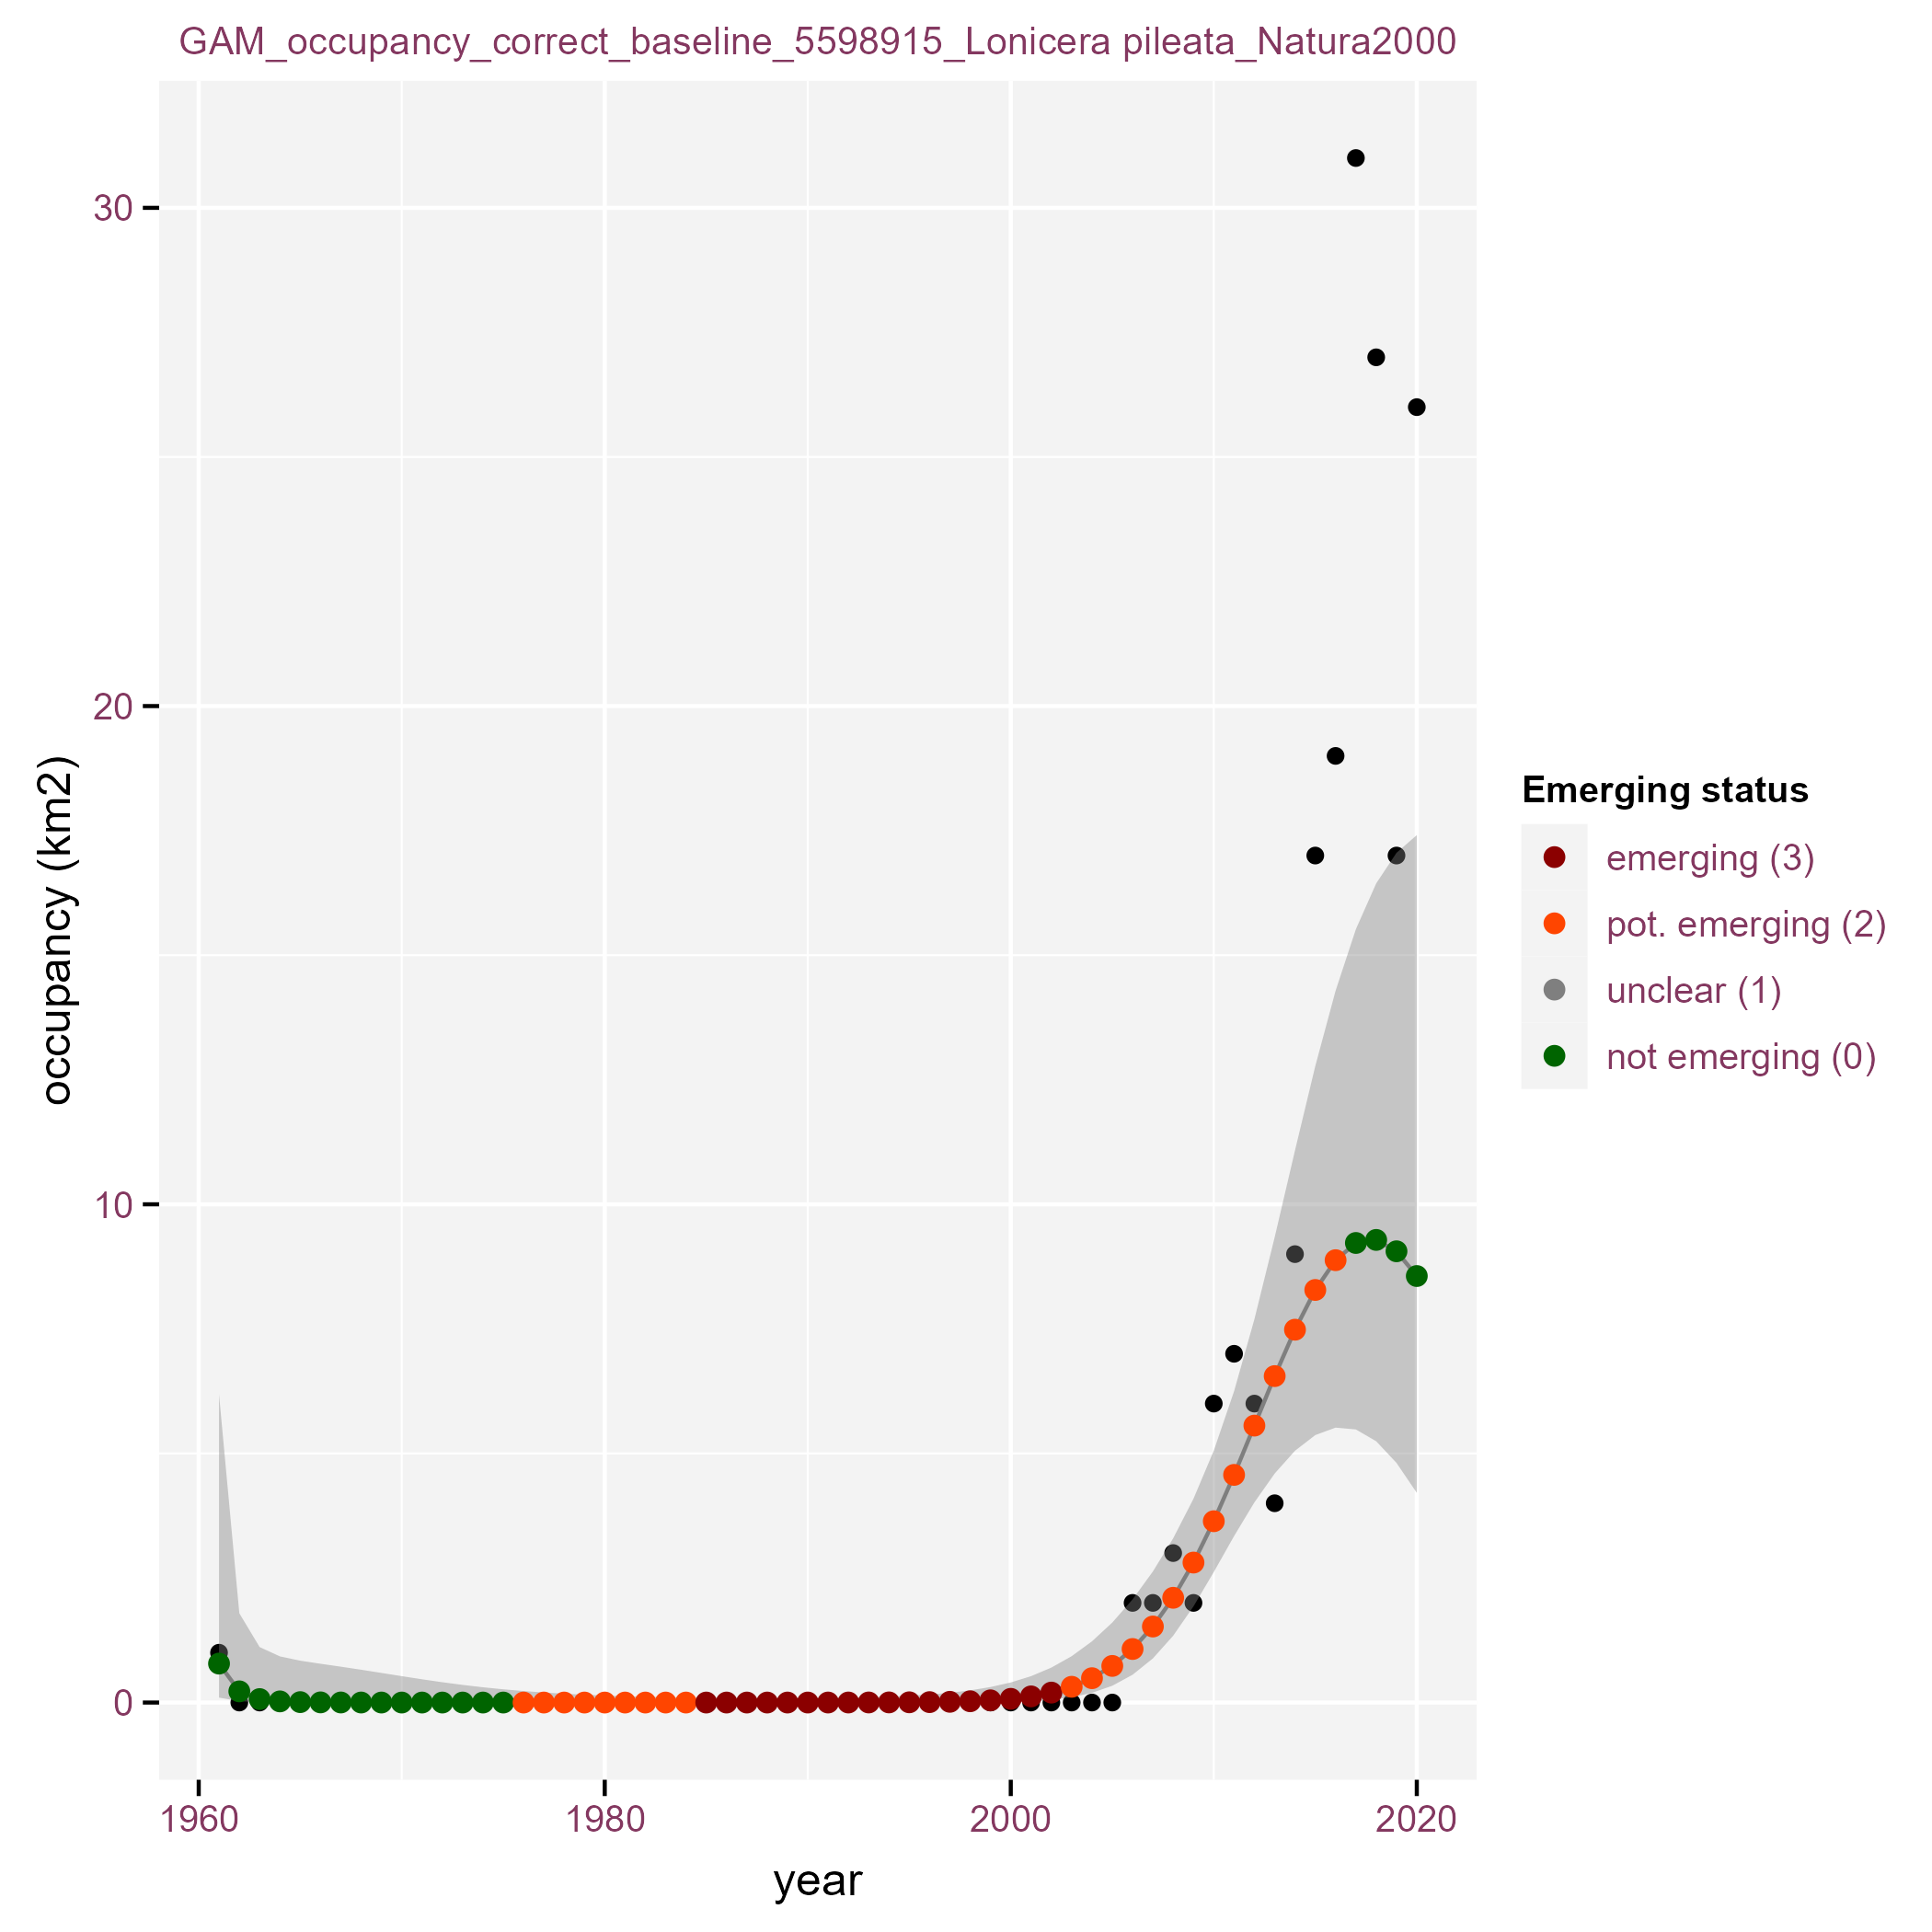 GAM_occupancy_correct_baseline_5598915_Lonicera pileata_Natura2000
30
20
10
0
occupancy (km2)
1960
1980
2000
2020
year
Emerging status
emerging (3)
pot. emerging (2)
unclear (1)
not emerging (0)